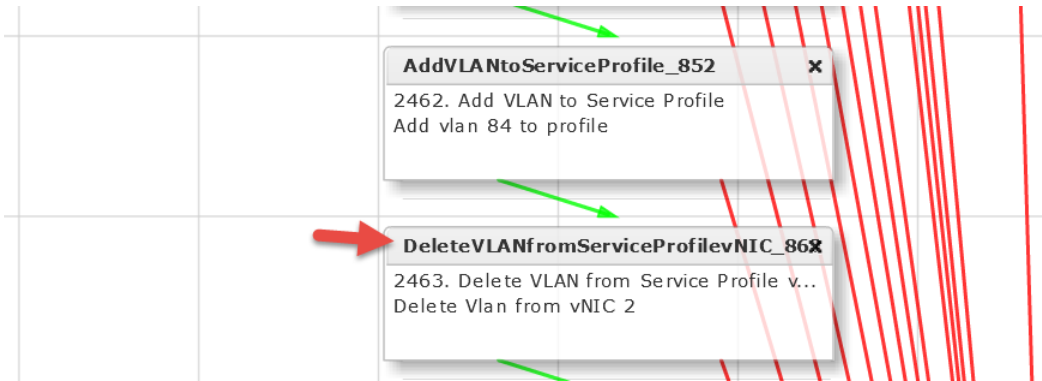 AddVLANtoServiceProfile_852
2462. Add VLAN to Service Profile
Add vlan 84 to profile
DeleteVLANfromServiceProfilevNIC_862
2463. Delete VLAN from Service Profile v...
Delete Vlan from vNIC 2